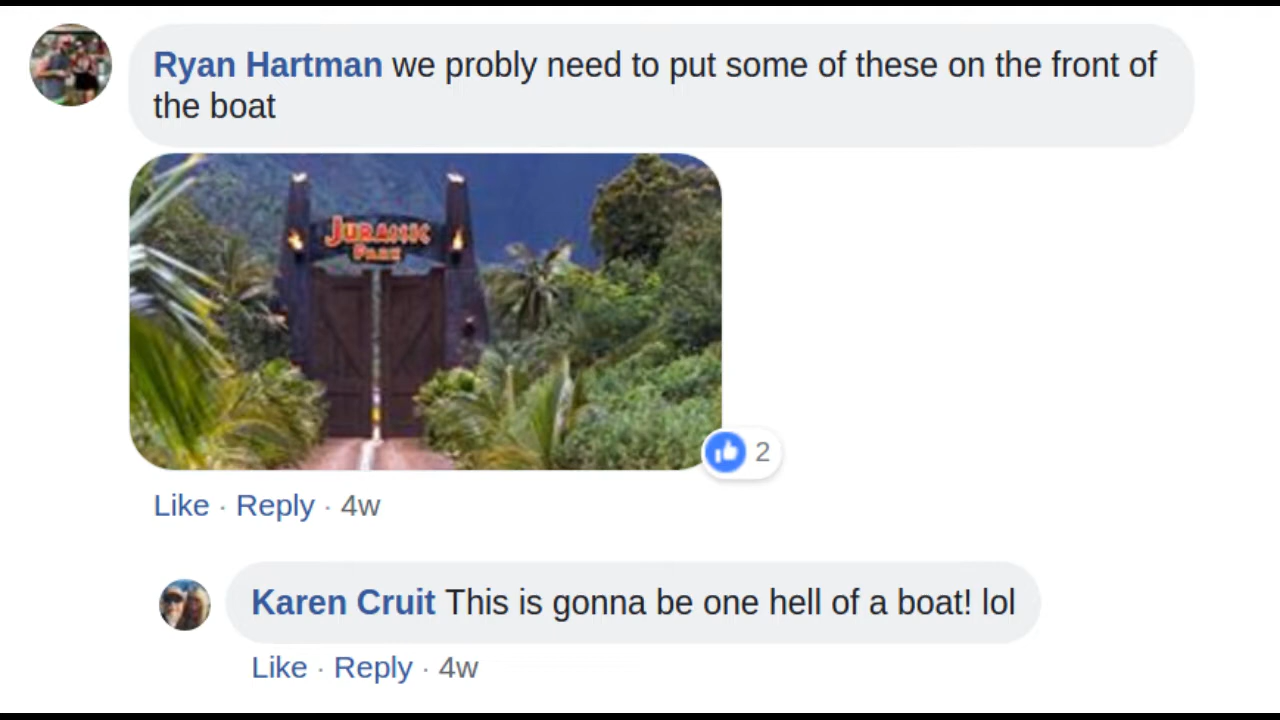 Ryan Hartman we probly need to put some of these on the front of
the boat
JURASSIC
PARK
2
Like · Reply · 4w
Karen Cruit This is gonna be one hell of a boat! lol
Like · Reply · 4w